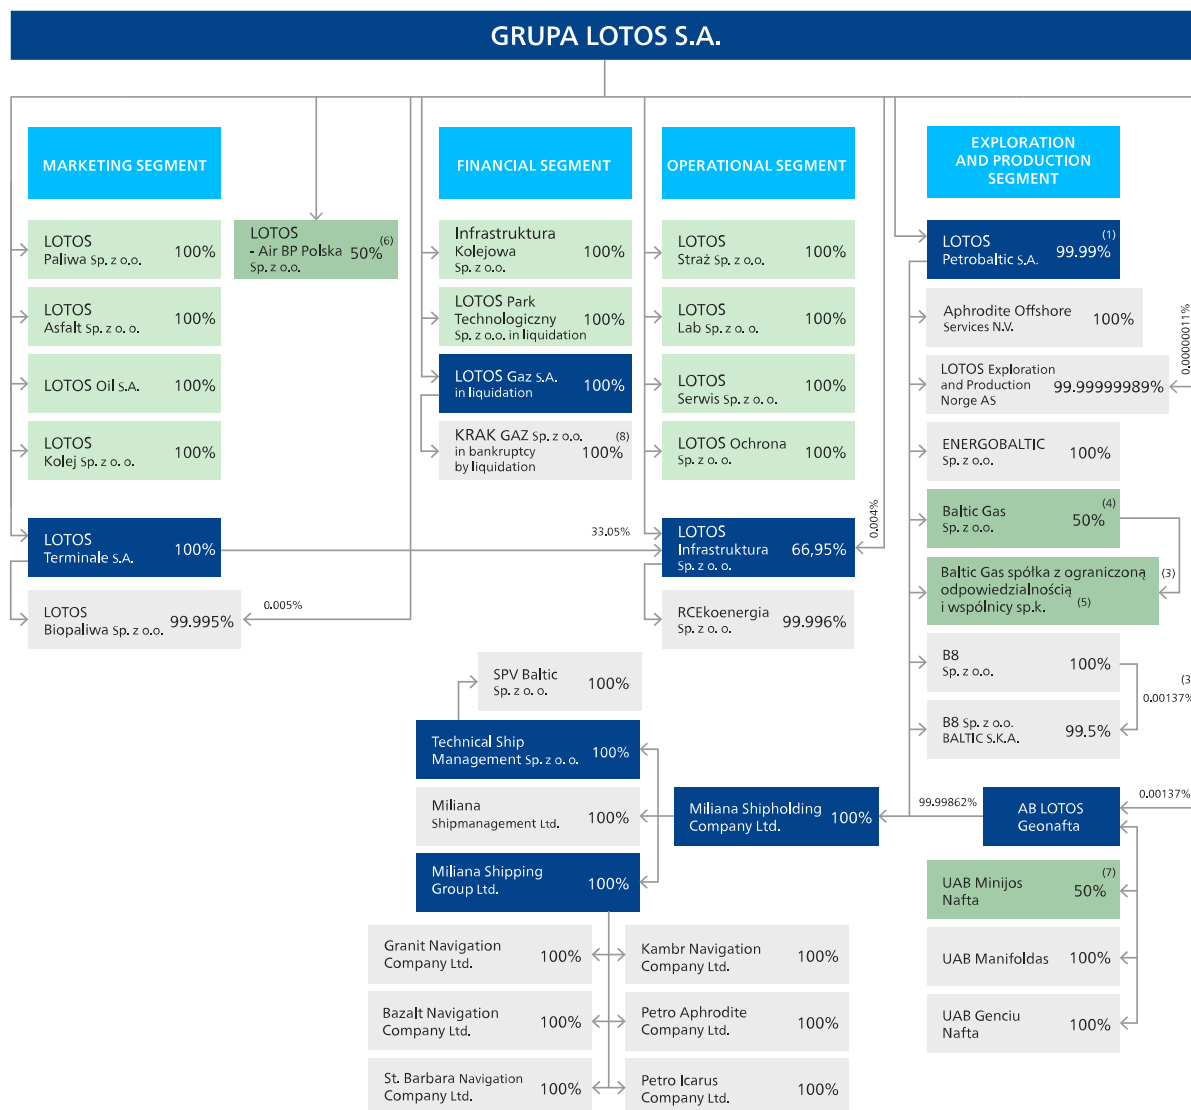 GRUPA LOTOS S.A.
MARKETING SEGMENT
LOTOS
Paliwa Sp. z o.o.
100%
LOTOS
Asfalt Sp. z o. o.
100%
LOTOS Oil S.A.
100%
LOTOS
Kolej Sp. z o. o.
100%
LOTOS
Terminale S.A.
100%
LOTOS
Biopaliwa Sp. z o.o.
99.995%
0.005%
LOTOS
- Air BP Polska
Sp. z o.o.
50%
(6)
FINANCIAL SEGMENT
Infrastruktura
Kolejowa
Sp. z o.o.
100%
LOTOS Park
Technologiczny
Sp. z o.o. in liquidation
100%
LOTOS Gaz S.A.
in liquidation
100%
KRAK GAZ Sp. z o.o.
in bankruptcy
by liquidation
100%
(8)
OPERATIONAL SEGMENT
LOTOS
Straż Sp. z o.o.
100%
LOTOS
Lab Sp. z o. o.
100%
LOTOS
Serwis Sp. z o. o.
100%
LOTOS Ochrona
Sp. z o. o.
100%
33.05%
LOTOS
Infrastruktura
Sp. z o. o.
66,95%
0.004%
RCEkoenergia
Sp. z o. o.
99.996%
EXPLORATION
AND PRODUCTION
SEGMENT
LOTOS
Petrobaltic S.A.
99.99%
(1)
Aphrodite Offshore
Services N.V.
100%
0.00000011%
LOTOS Exploration
and Production
Norge AS
99.99999989%
ENERGOBALTIC
Sp. z o.o.
100%
Baltic Gas
Sp. z o.o.
50%
(4)
Baltic Gas spółka z ograniczoną
odpowiedzialnością
i wspólnicy sp.k.
(5)
(3)
B8
Sp. z o.o.
100%
(3
0.00137%
B8 Sp. z o.o.
BALTIC S.K.A.
99.5%
SPV Baltic
Sp. z o. o.
100%
Technical Ship
Management Sp. z o. o.
100%
Miliana
Shipmanagement Ltd.
100%
Miliana Shipping
Group Ltd.
100%
Miliana Shipholding
Company Ltd.
100%
99.99862%
AB LOTOS
Geonafta
0.00137%
UAB Minijos
Nafta
50%
(7)
UAB Manifoldas
100%
UAB Genciu
Nafta
100%
Granit Navigation
Company Ltd.
100%
Kambr Navigation
Company Ltd.
100%
Bazalt Navigation
Company Ltd.
100%
Petro Aphrodite
Company Ltd.
100%
St. Barbara Navigation
Company Ltd.
100%
Petro Icarus
Company Ltd.
100%